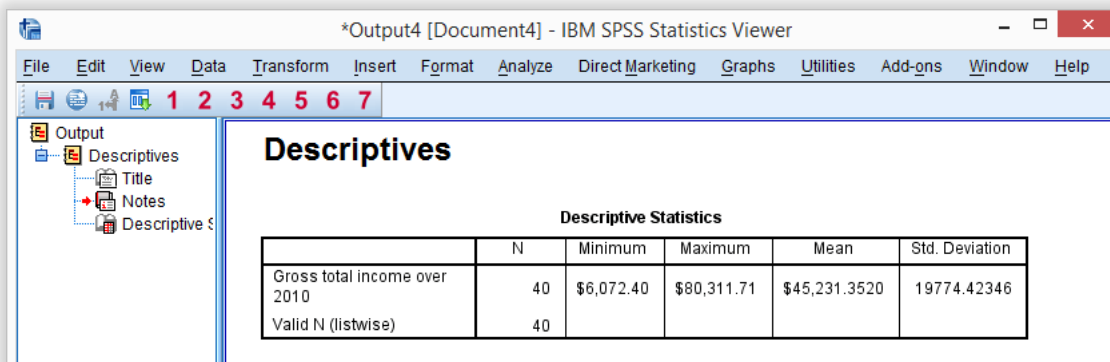 *Output4 [Document4] - IBM SPSS Statistics Viewer
File Edit View Data Transform Insert Format Analyze Direct Marketing Graphs Utilities Add-ons Window Help
1 2 3 4 5 6 7
Output
Descriptives
Title
Notes
Descriptive S
Descriptives
Descriptive Statistics
N Minimum Maximum Mean Std. Deviation
Gross total income over
2010 40 $6,072.40 $80,311.71 $45,231.3520 19774.42346
Valid N (listwise) 40